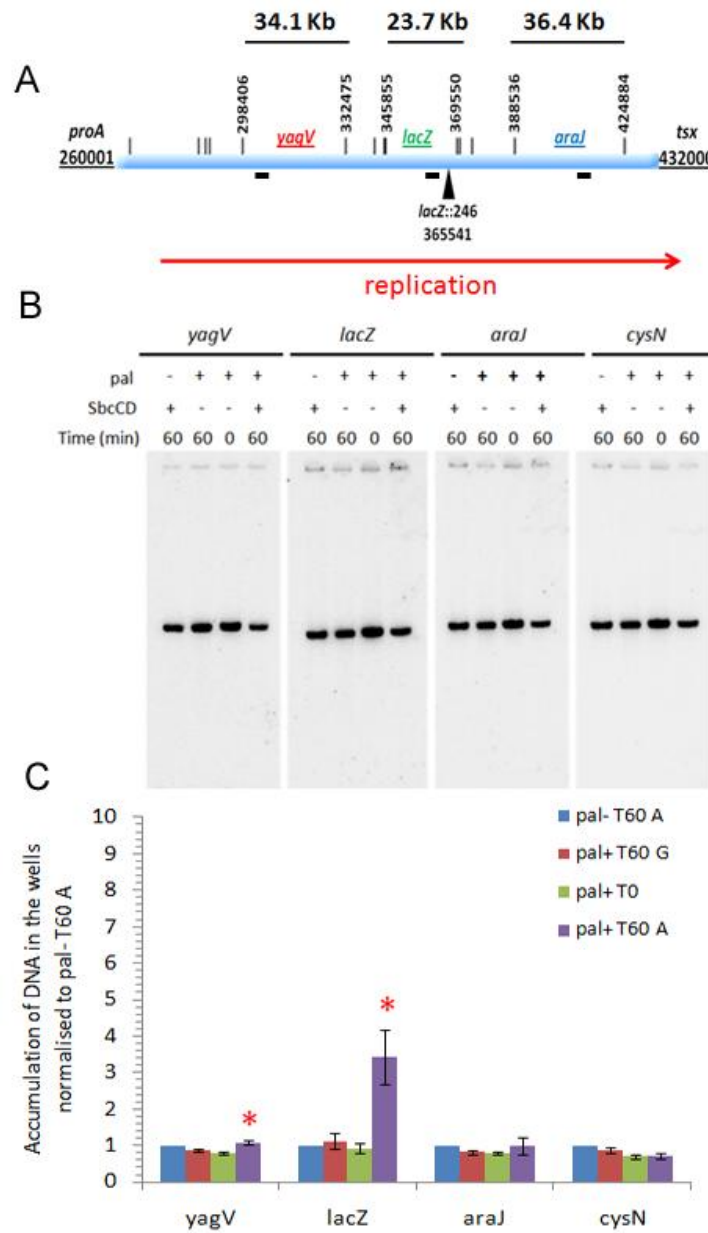 34.1 Kb 23.7 Kb 36.4 Kb
A
298406 332475 345855 369550 388536 424884
proA yagV lacZ araJ tsx
260001 432000
lacZ::246
365541
replication
B
yagV lacZ araJ cysN
pal - + + + - + + + - + + + - + + +
SbcCD + - - + + - - + + - - + + - - +
Time (min) 60 60 0 60 60 60 0 60 60 60 0 60 60 60 0 60
C
Accumulation of DNA in the wells
normalised to pal- T60 A
10
9
8
7
6
5
4
3
2
1
0
pal- T60 A
pal+ T60 G
pal+ T0
pal+ T60 A
*
*
yagV lacZ araJ cysN